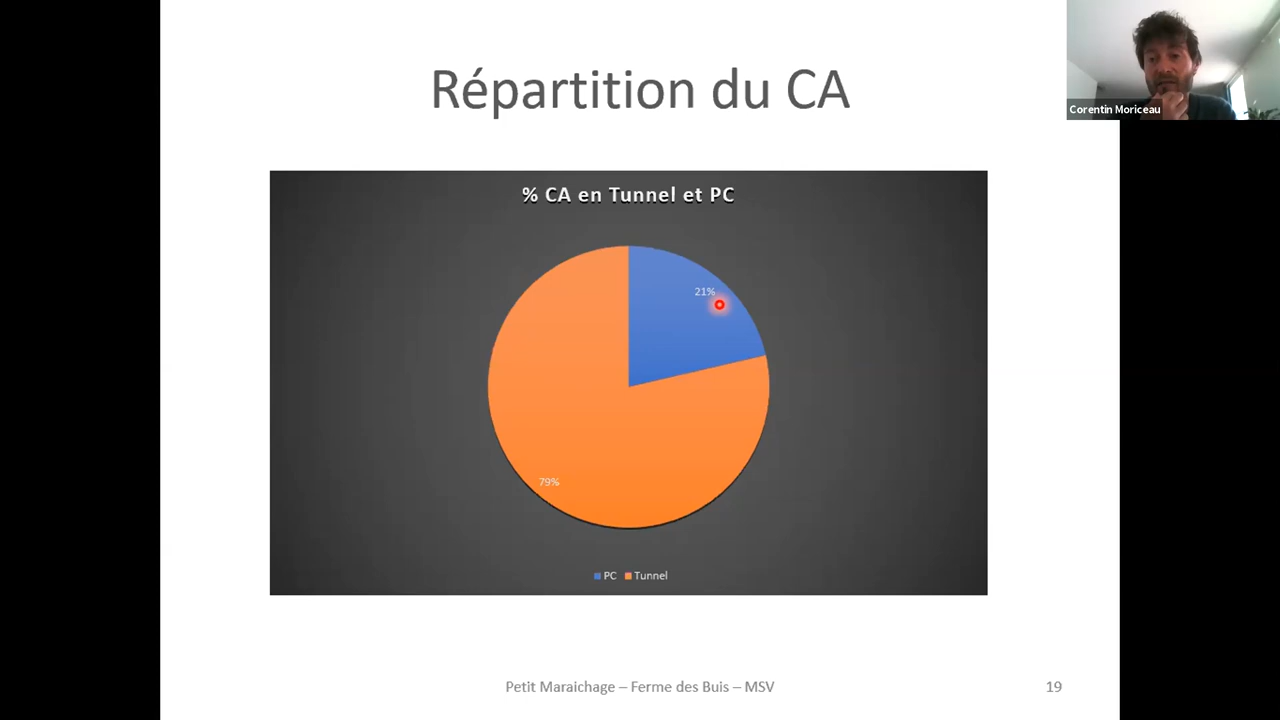 Répartition du CA
Corentin Moriceau
% CA en Tunnel et PC
21%
79%
PC Tunnel
Petit Maraichage – Ferme des Buis – MSV
19